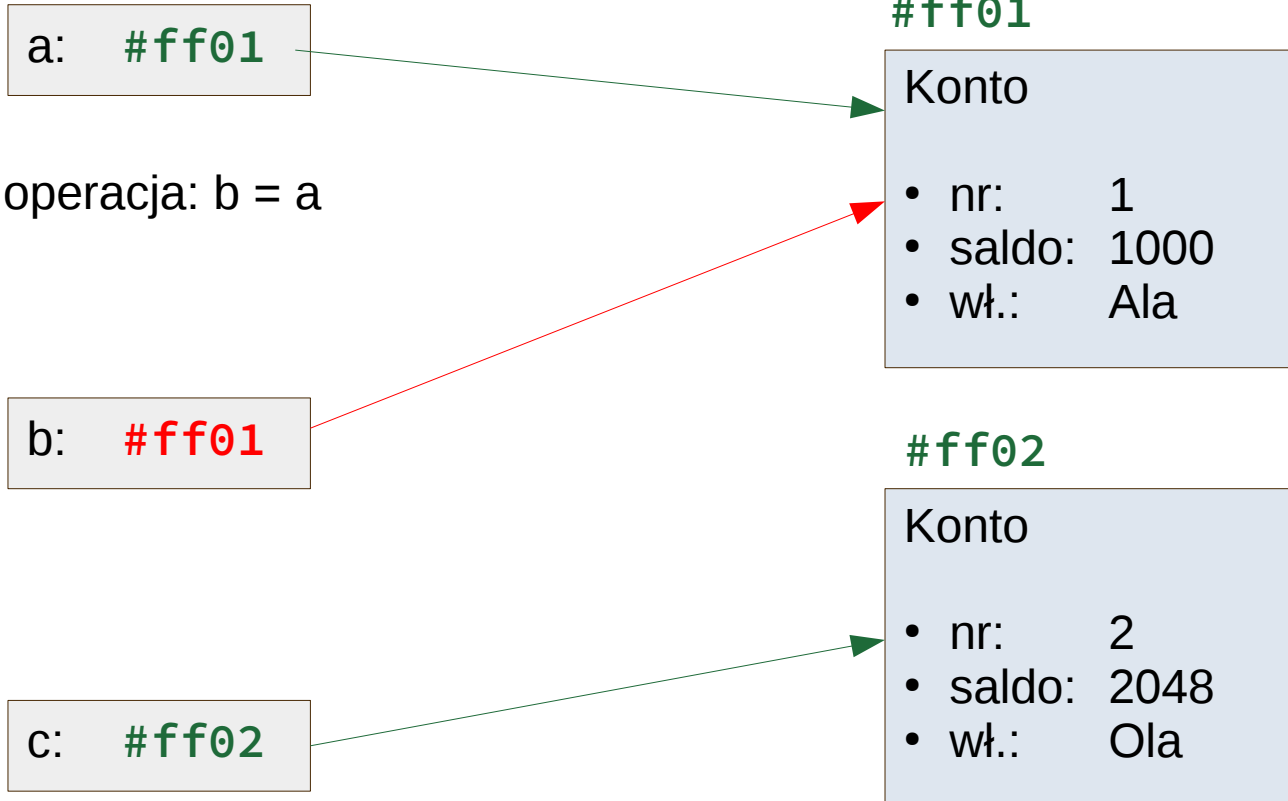 a: #ff01
operacja: b = a
b: #ff01
c: #ff02
#ff01
Konto
• nr: 1
• saldo: 1000
• wł.: Ala
#ff02
Konto
• nr: 2
• saldo: 2048
• wł.: Ola